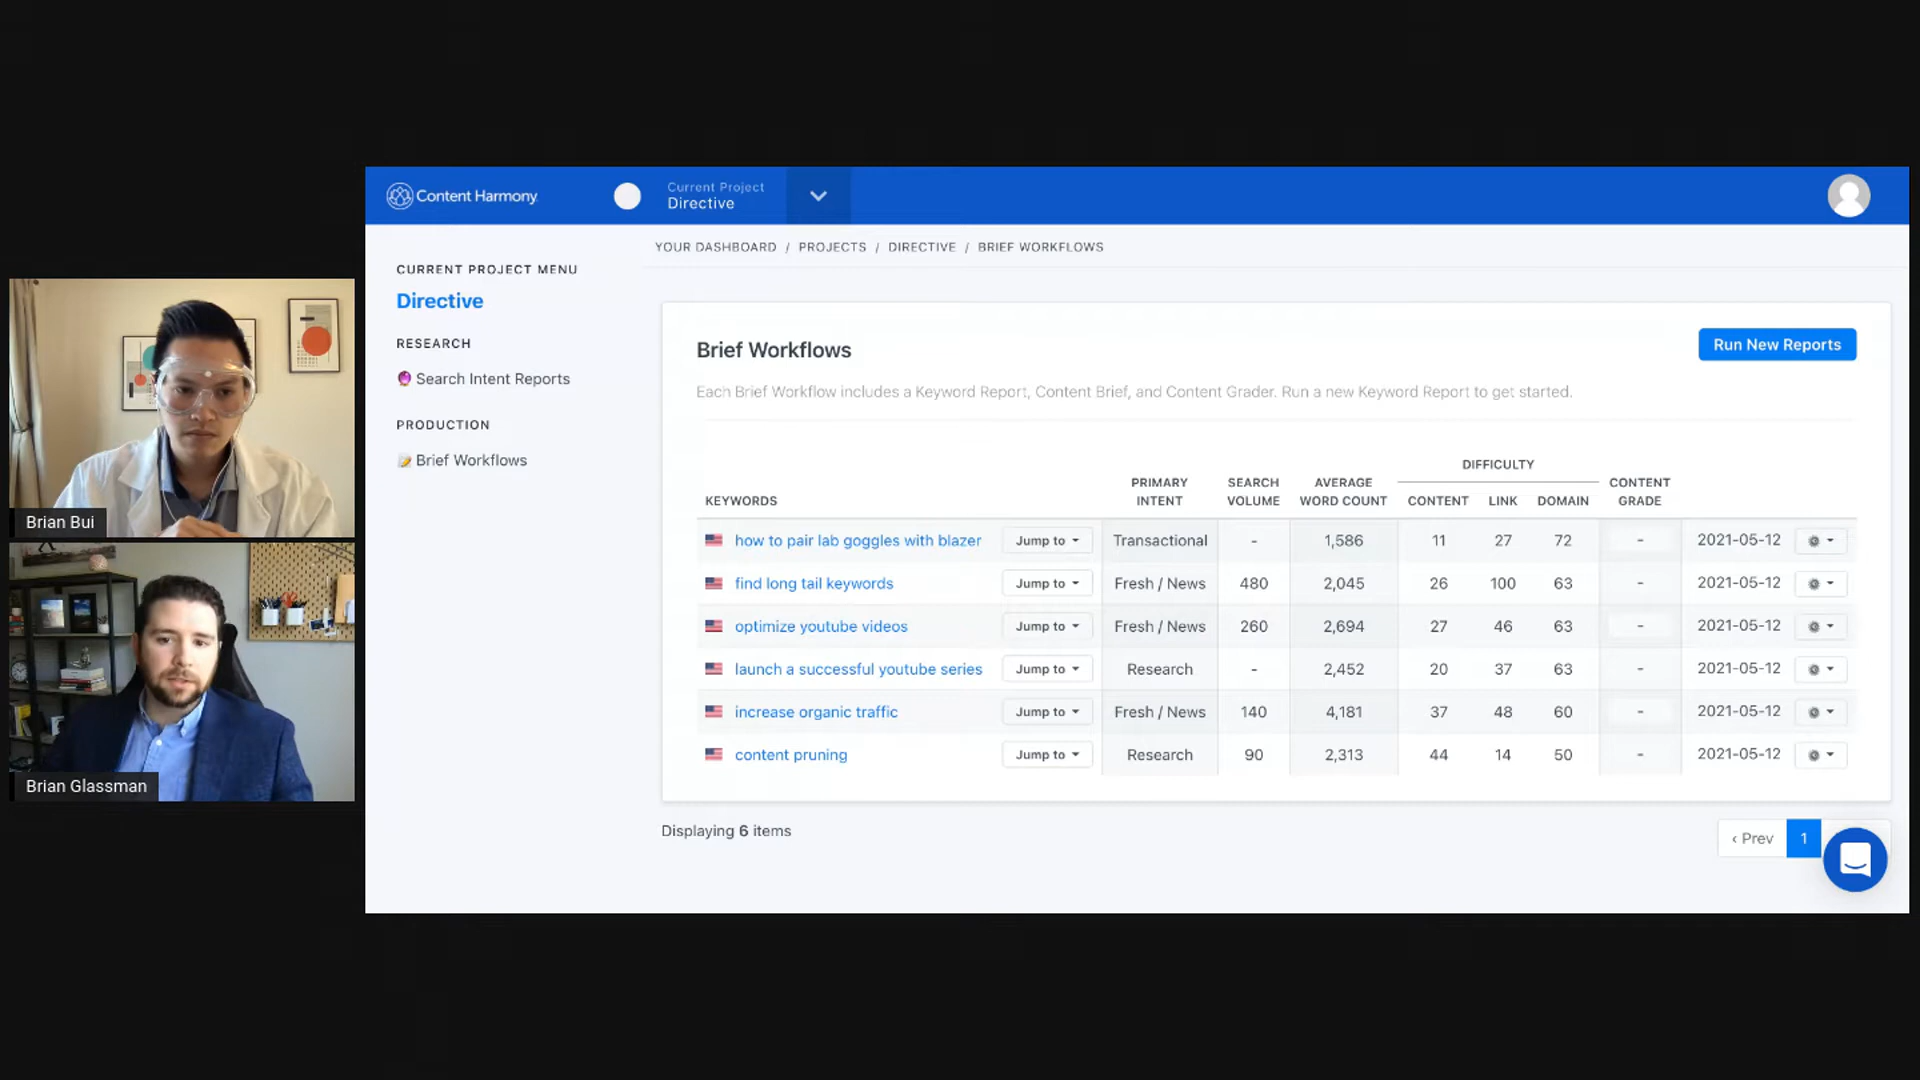 Content Harmony
Current Project
Directive
YOUR DASHBOARD / PROJECTS / DIRECTIVE / BRIEF WORKFLOWS
CURRENT PROJECT MENU
Directive
RESEARCH
Search Intent Reports
PRODUCTION
Brief Workflows
Brian Bui
Brian Glassman
Brief Workflows
Run New Reports
Each Brief Workflow includes a Keyword Report, Content Brief, and Content Grader. Run a new Keyword Report to get started.
DIFFICULTY
KEYWORDS PRIMARY INTENT SEARCH VOLUME AVERAGE WORD COUNT CONTENT LINK DOMAIN CONTENT GRADE
how to pair lab goggles with blazer Jump to Transactional - 1,586 11 27 72 - 2021-05-12
find long tail keywords Jump to Fresh / News 480 2,045 26 100 63 - 2021-05-12
optimize youtube videos Jump to Fresh / News 260 2,694 27 46 63 - 2021-05-12
launch a successful youtube series Jump to Research - 2,452 20 37 63 - 2021-05-12
increase organic traffic Jump to Fresh / News 140 4,181 37 48 60 - 2021-05-12
content pruning Jump to Research 90 2,313 44 14 50 - 2021-05-12
Displaying 6 items
‹ Prev 1